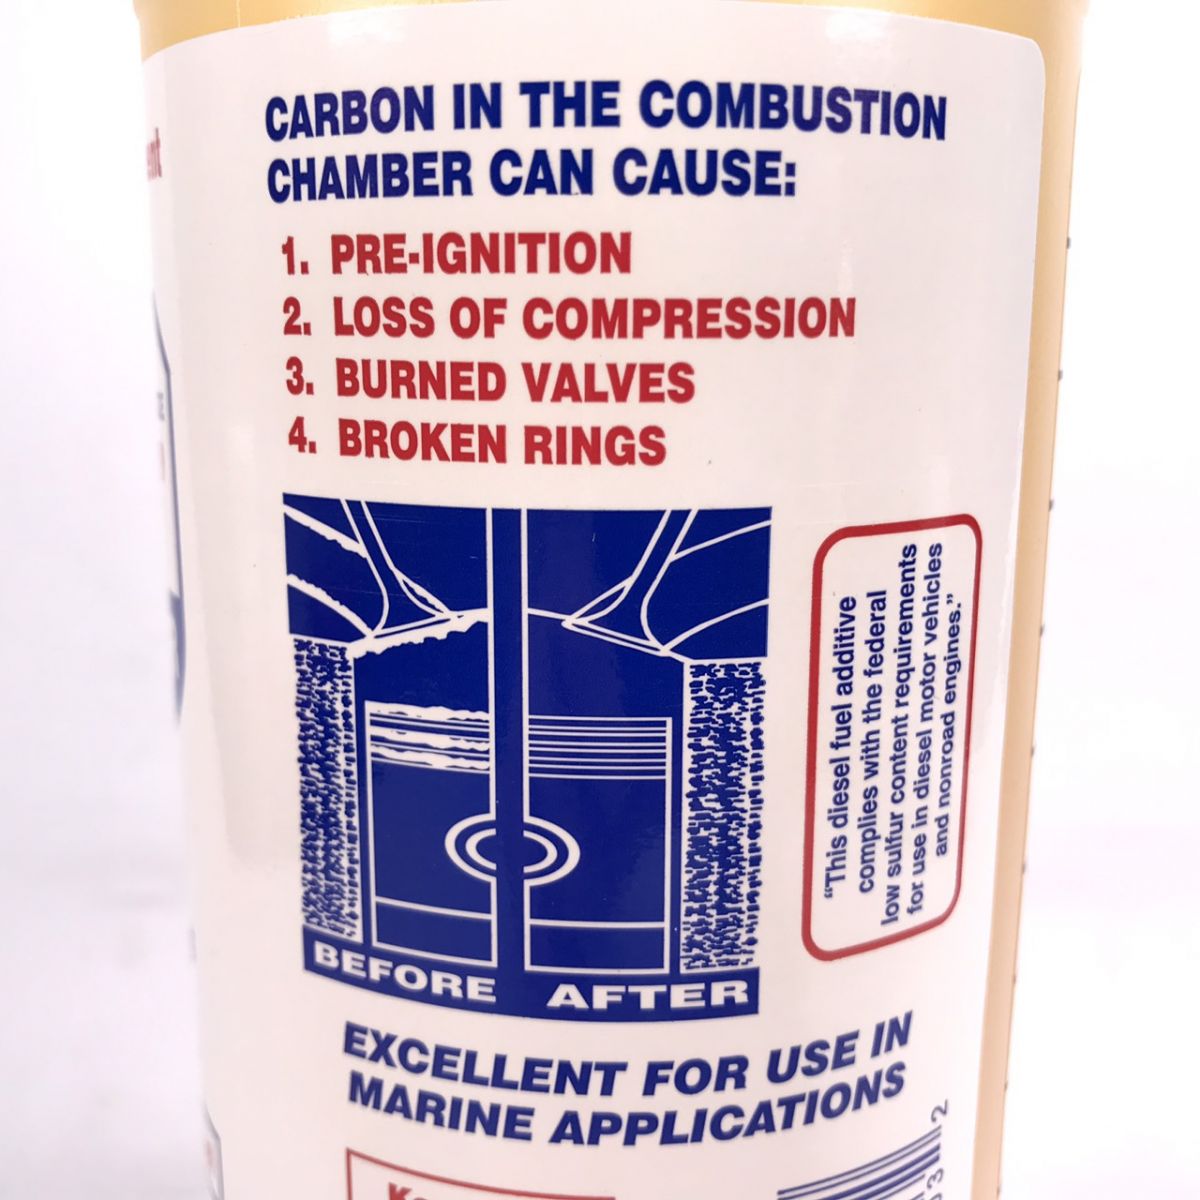 CARBON IN THE COMBUSTION
CHAMBER CAN CAUSE:
1. PRE-IGNITION
2. LOSS OF COMPRESSION
3. BURNED VALVES
4. BROKEN RINGS
BEFORE AFTER
"This diesel fuel additive
complies with the federal
low sulfur content requirements
for use in diesel motor vehicles
and nonroad engines."
EXCELLENT FOR USE IN
MARINE APPLICATIONS